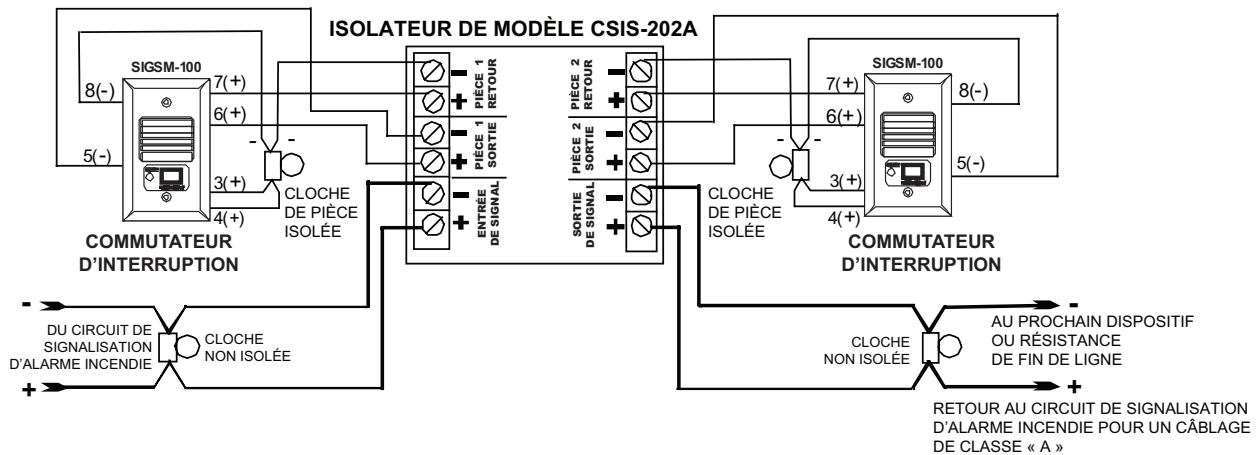 ISOLATEUR DE MODÈLE CSIS-202A
SIGSM-100
8(-)
7(+)
6(+)
5(-)
3(+)
4(+)
- -
CLOCHE
DE PIÈCE
ISOLÉE
COMMUTATEUR
D'INTERRUPTION
-
+
PIÈCE 1
RETOUR
-
+
PIÈCE 1
SORTIE
-
+
ENTRÉE
DE SIGNAL
PIÈCE 2
RETOUR
-
+
PIÈCE 2
SORTIE
-
+
SORTIE
DE SIGNAL
-
+
SIGSM-100
7(+)
8(-)
6(+)
5(-)
3(+)
4(+)
- -
CLOCHE
DE PIÈCE
ISOLÉE
COMMUTATEUR
D'INTERRUPTION
-
DU CIRCUIT DE
SIGNALISATION
D'ALARME INCENDIE
+
CLOCHE
NON ISOLÉE
CLOCHE
NON ISOLÉE
-
AU PROCHAIN DISPOSITIF
OU RÉSISTANCE
DE FIN DE LIGNE
+
RETOUR AU CIRCUIT DE SIGNALISATION
D'ALARME INCENDIE POUR UN CÂBLAGE
DE CLASSE « A »